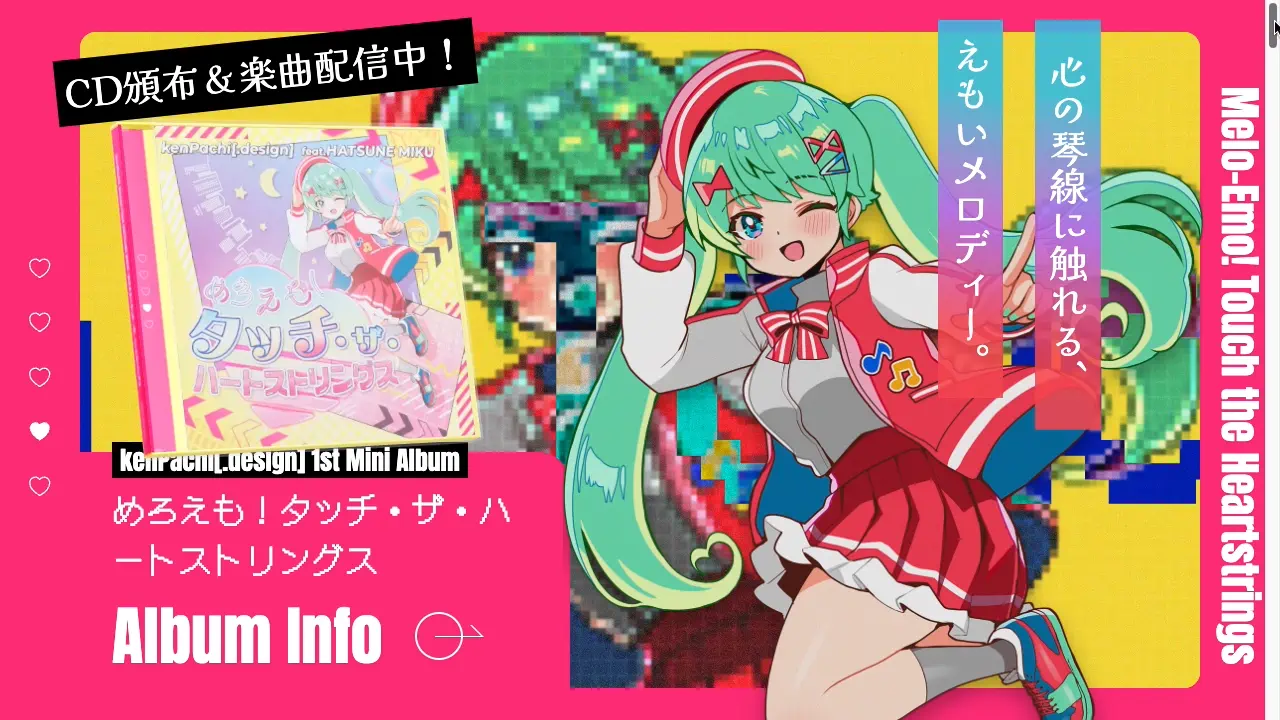 CD頒布＆楽曲配信中！
kenPachi[:design] feat.HATSUNE MIKU
めろえも！
タッチ・ザ・
ハートストリングス
kenPachi[:design] 1st Mini Album
めろえも！タッチ・ザ・ハ
ートストリングス
Album Info
心の琴線に触れる、
えもいメロディー。
Melo-Emo! Touch the Heartstrings